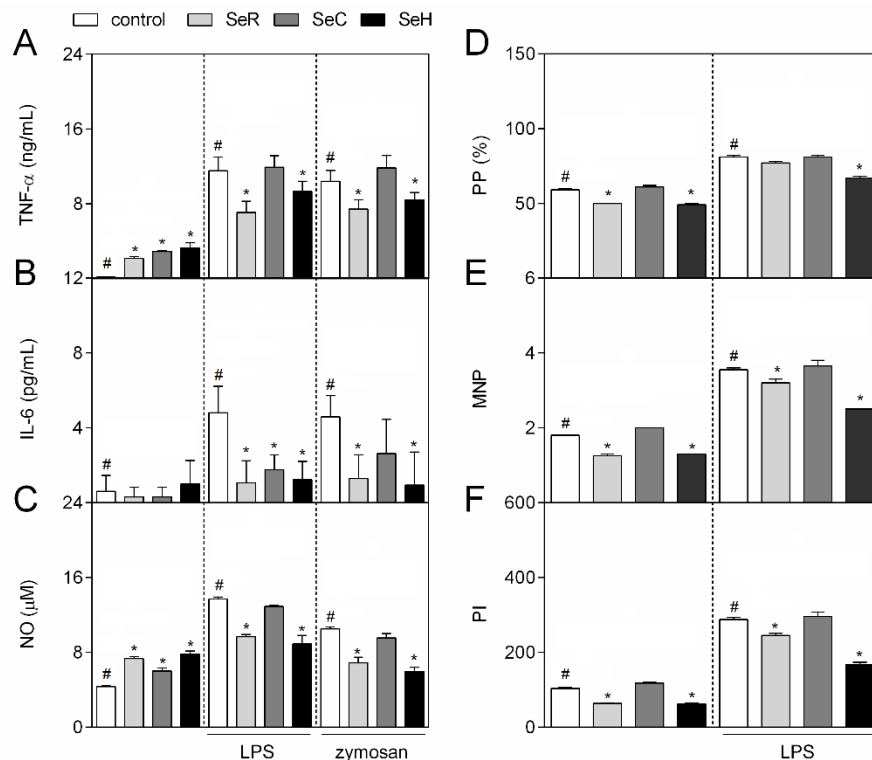 control SeR SeC SeH
A
TNF-α (ng/mL)
24
16
8
12
# * * *
# * *
# * *
B
IL-6 (pg/mL)
8
4
24
#
# * * *
# * *
C
NO (μM)
16
8
0
# * * *
# * *
# * *
LPS zymosan
D
PP (%)
150
100
50
6
# * *
# *
E
MNP
4
2
600
# * *
# * *
F
PI
400
200
0
# * *
# * *
LPS